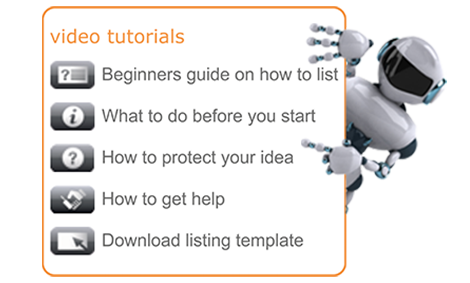 video tutorials
Beginners guide on how to list
What to do before you start
How to protect your idea
How to get help
Download listing template